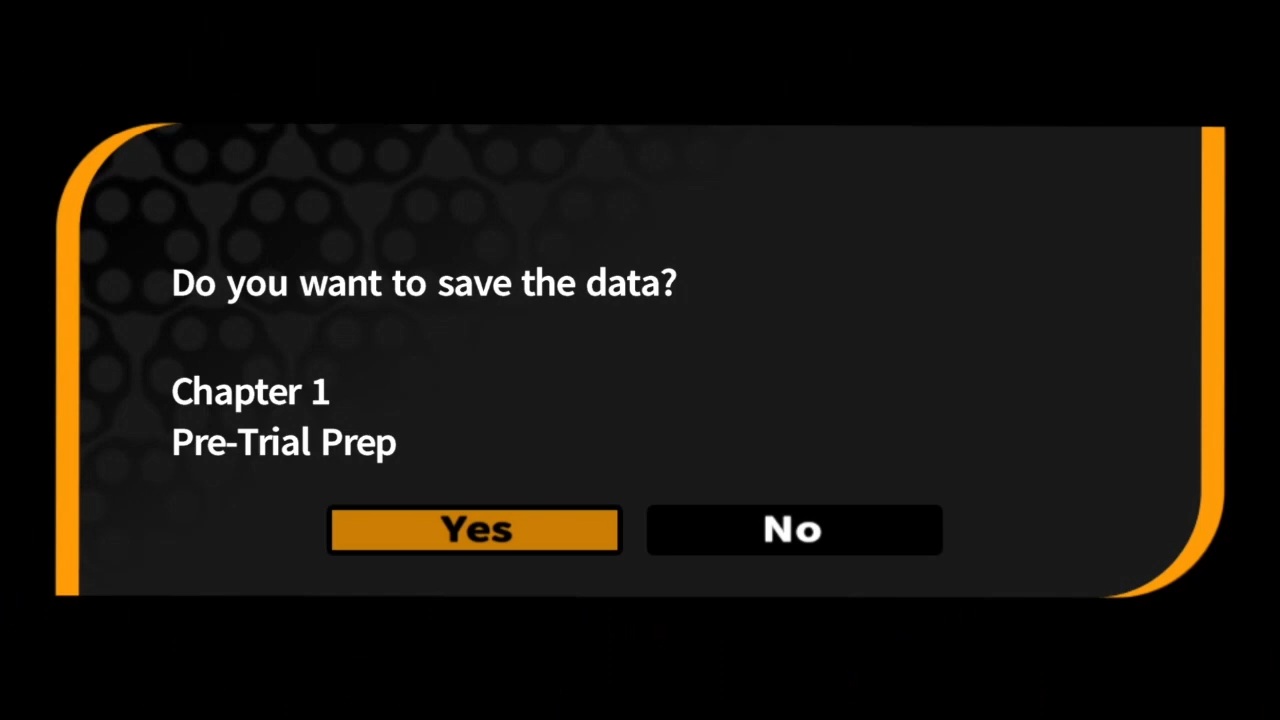 Do you want to save the data?
Chapter 1
Pre-Trial Prep
Yes No